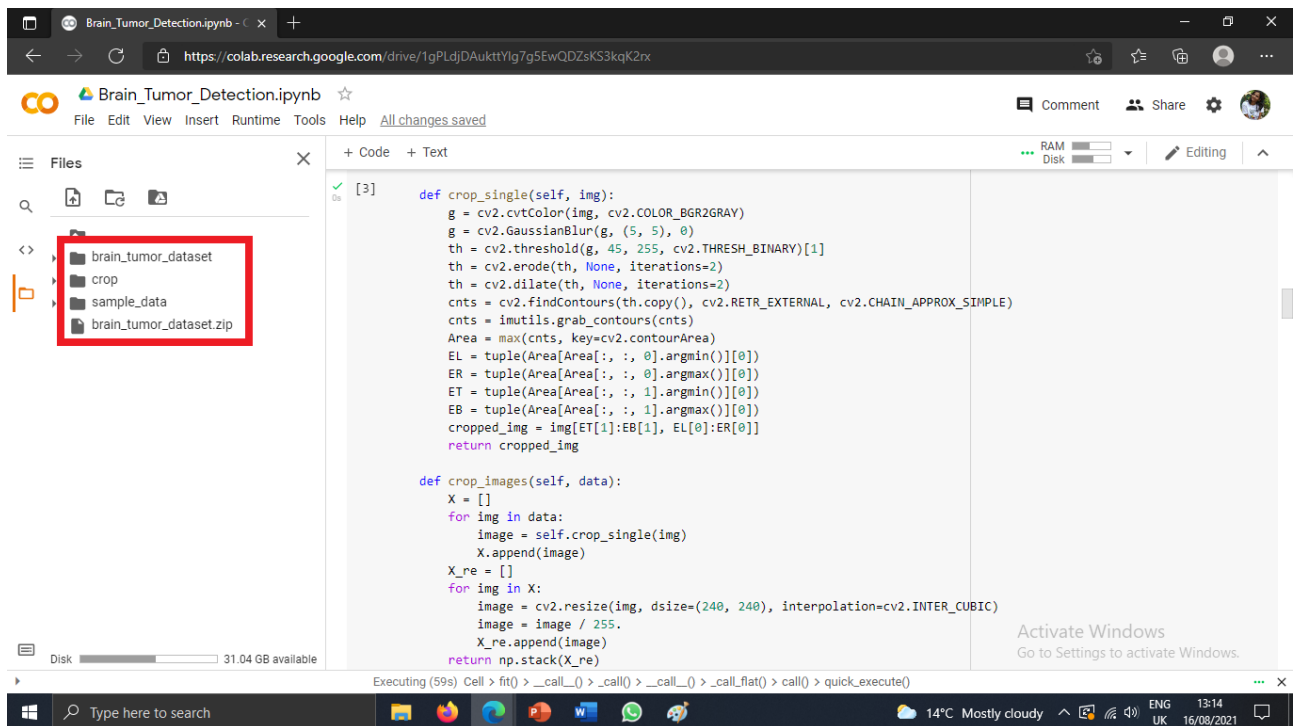 Brain_Tumor_Detection.ipynb - C
https://colab.research.google.com/drive/1gPLdjDAukttYlg7g5EwQDZsKS3kqK2rx
CO Brain_Tumor_Detection.ipynb
File Edit View Insert Runtime Tools Help All changes saved
Comment Share
Files
+ Code + Text
RAM
Disk
Editing
brain_tumor_dataset
crop
sample_data
brain_tumor_dataset.zip
Disk 31.04 GB available
[3]
0s
def crop_single(self, img):
g = cv2.cvtColor(img, cv2.COLOR_BGR2GRAY)
g = cv2.GaussianBlur(g, (5, 5), 0)
th = cv2.threshold(g, 45, 255, cv2.THRESH_BINARY)[1]
th = cv2.erode(th, None, iterations=2)
th = cv2.dilate(th, None, iterations=2)
cnts = cv2.findContours(th.copy(), cv2.RETR_EXTERNAL, cv2.CHAIN_APPROX_SIMPLE)
cnts = imutils.grab_contours(cnts)
Area = max(cnts, key=cv2.contourArea)
EL = tuple(Area[Area[:, :, 0].argmin()][0])
ER = tuple(Area[Area[:, :, 0].argmax()][0])
ET = tuple(Area[Area[:, :, 1].argmin()][0])
EB = tuple(Area[Area[:, :, 1].argmax()][0])
cropped_img = img[ET[1]:EB[1], EL[0]:ER[0]]
return cropped_img
def crop_images(self, data):
X = []
for img in data:
image = self.crop_single(img)
X.append(image)
X_re = []
for img in X:
image = cv2.resize(img, dsize=(240, 240), interpolation=cv2.INTER_CUBIC)
image = image / 255.
X_re.append(image)
return np.stack(X_re)
Activate Windows
Go to Settings to activate Windows.
Executing (59s) Cell > fit() > __call__() > _call() > __call__() > _call_flat() > call() > quick_execute()
Type here to search
14°C Mostly cloudy
ENG
UK
13:14
16/08/2021